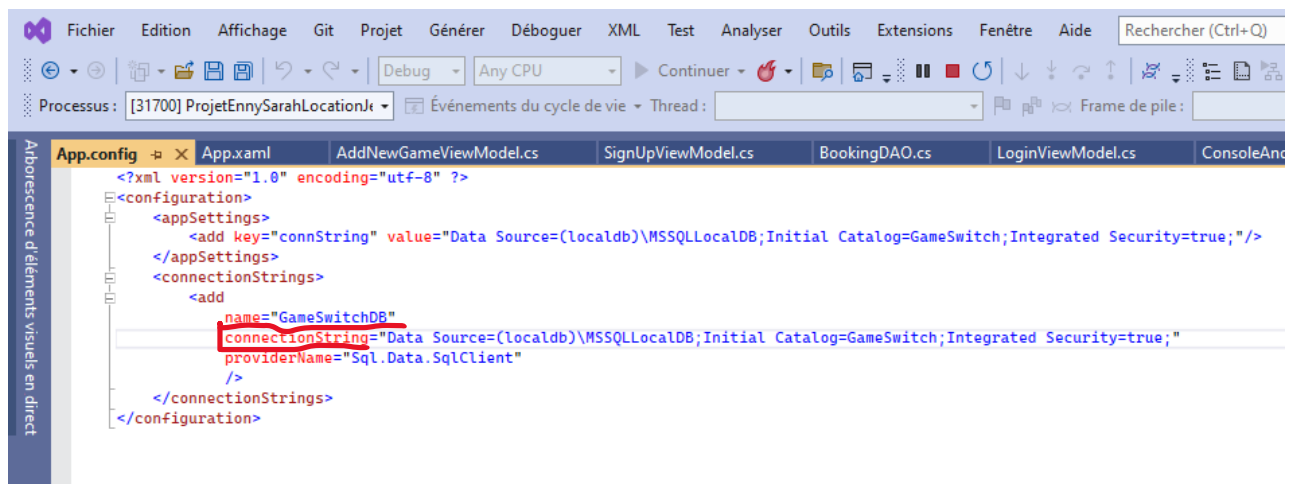 Fichier Edition Affichage Git Projet Générer Déboguer XML Test Analyser Outils Extensions Fenêtre Aide Rechercher (Ctrl+Q)
Debug Any CPU Continuer
Processus : [31700] ProjetEnnySarahLocationJe Événements du cycle de vie Thread : Frame de pile :
Arborescence d'éléments visuels en direct
App.config App.xaml AddNewGameViewModel.cs SignUpViewModel.cs BookingDAO.cs LoginViewModel.cs ConsoleAnd
<?xml version="1.0" encoding="utf-8" ?>
<configuration>
<appSettings>
<add key="connString" value="Data Source=(localdb)\MSSQLLocalDB;Initial Catalog=GameSwitch;Integrated Security=true;"/>
</appSettings>
<connectionStrings>
<add
name="GameSwitchDB"
connectionString="Data Source=(localdb)\MSSQLLocalDB;Initial Catalog=GameSwitch;Integrated Security=true;"
providerName="Sql.Data.SqlClient"
/>
</connectionStrings>
</configuration>